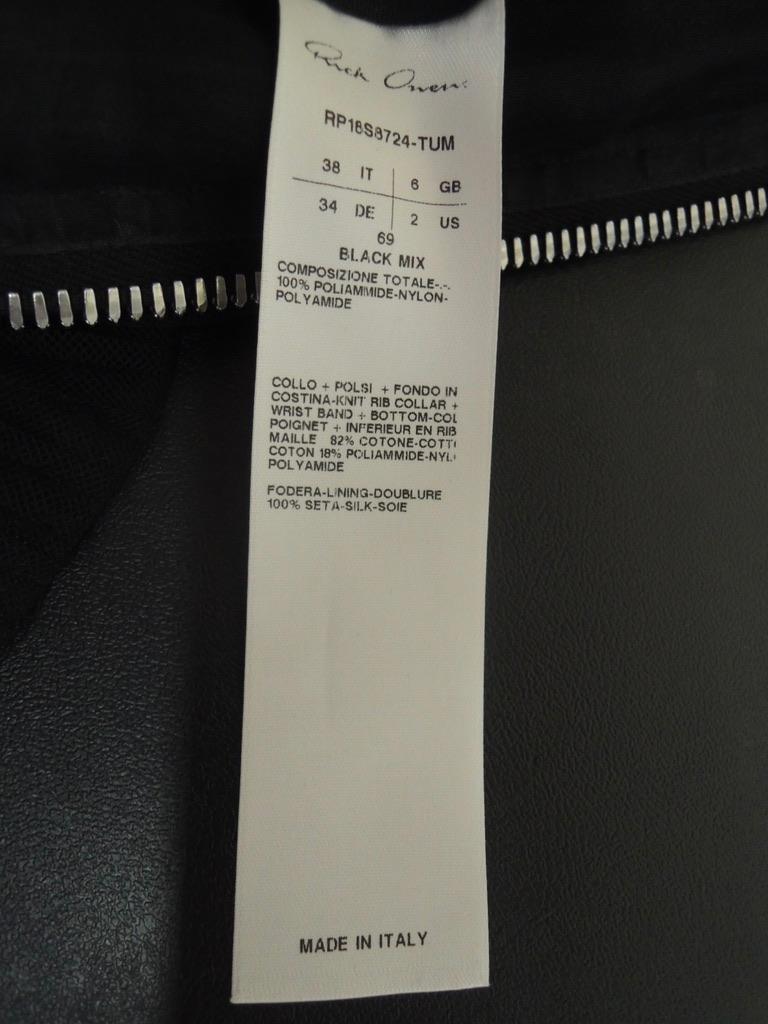 Rick Owens
RP18S8724-TUM
38 IT 6 GB
34 DE 2 US
69
BLACK MIX
COMPOSIZIONE TOTALE-.-.
100% POLIAMMIDE-NYLON-
POLYAMIDE
COLLO + POLSI + FONDO IN
COSTINA-KNIT RIB COLLAR +
WRIST BAND + BOTTOM-COL
POIGNET + INFERIEUR EN RIB
MAILLE 82% COTONE-COTT
COTON 18% POLIAMMIDE-NYL
POLYAMIDE
FODERA-LINING-DOUBLURE
100% SETA-SILK-SOIE
MADE IN ITALY